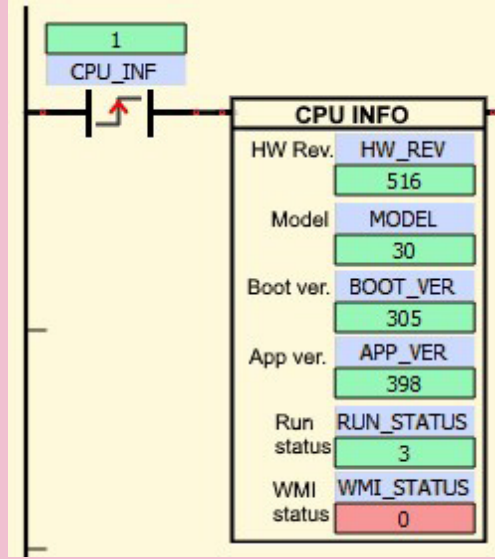 1
CPU_INF
CPU INFO
HW Rev. HW_REV
516
Model MODEL
30
Boot ver. BOOT_VER
305
App ver. APP_VER
398
Run RUN_STATUS
status 3
WMI WMI_STATUS
status 0